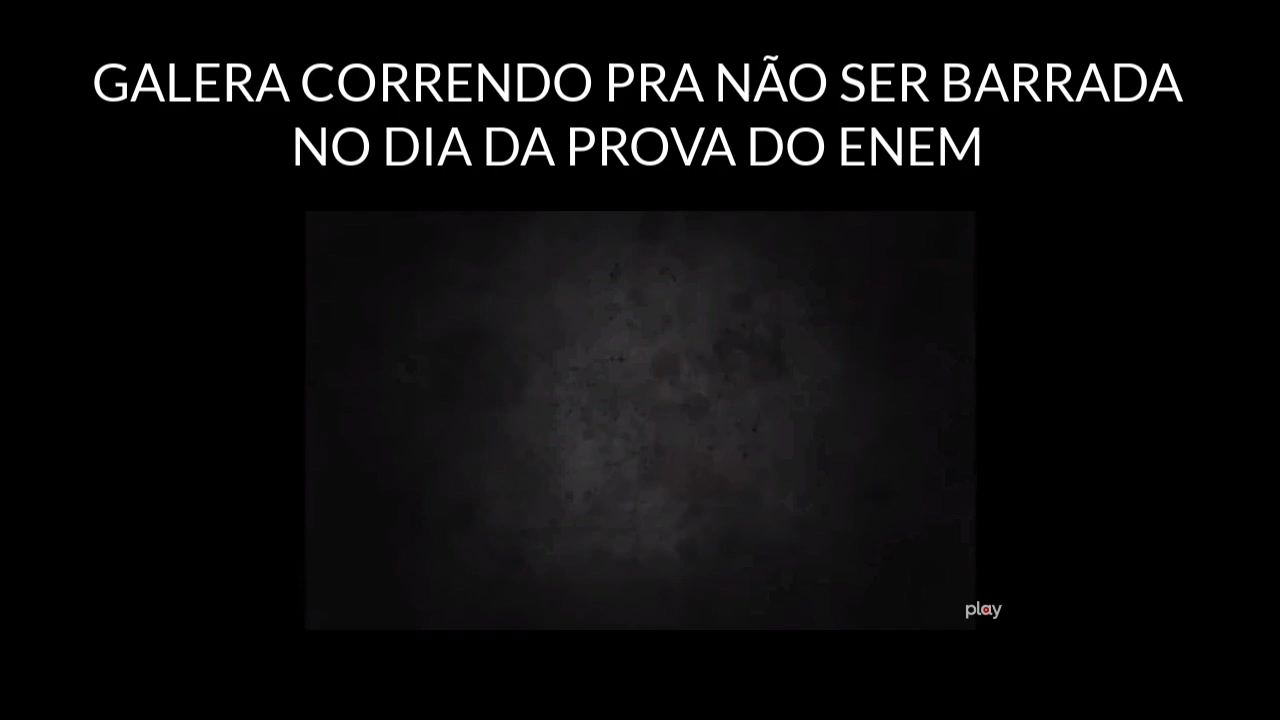 GALERA CORRENDO PRA NÃO SER BARRADA
NO DIA DA PROVA DO ENEM
play